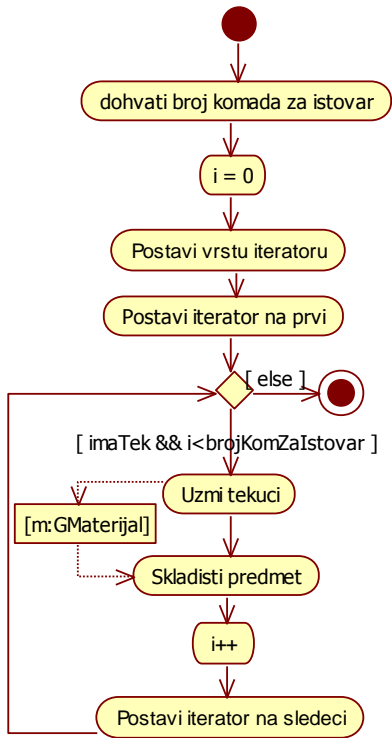 dohvati broj komada za istovar
i = 0
Postavi vrstu iteratoru
Postavi iterator na prvi
[ else ]
[ imaTek && i<brojKomZaIstovar ]
Uzmi tekuci
[m:GMaterijal]
Skladisti predmet
i++
Postavi iterator na sledeci